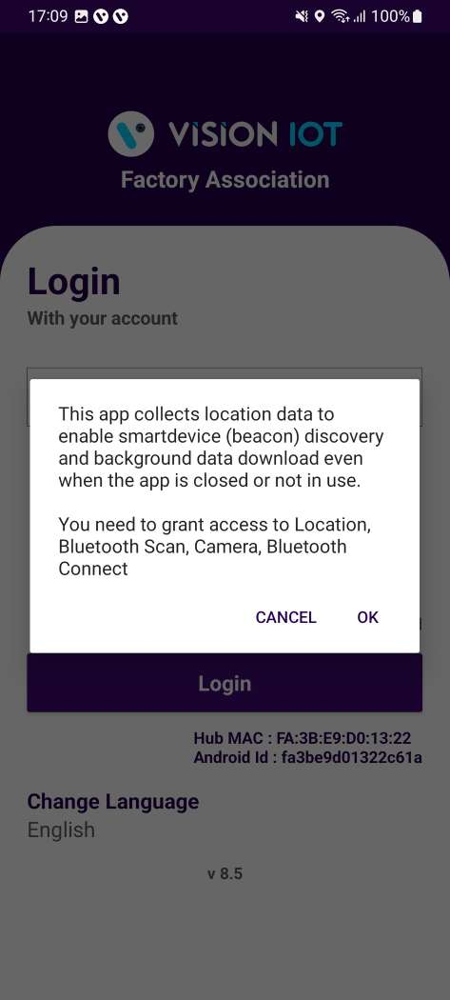 17:09
100%
VISION IOT
Factory Association
Login
With your account
This app collects location data to
enable smartdevice (beacon) discovery
and background data download even
when the app is closed or not in use.
You need to grant access to Location,
Bluetooth Scan, Camera, Bluetooth
Connect
CANCEL OK
Login
Hub MAC : FA:3B:E9:D0:13:22
Android Id : fa3be9d01322c61a
Change Language
English
v 8.5